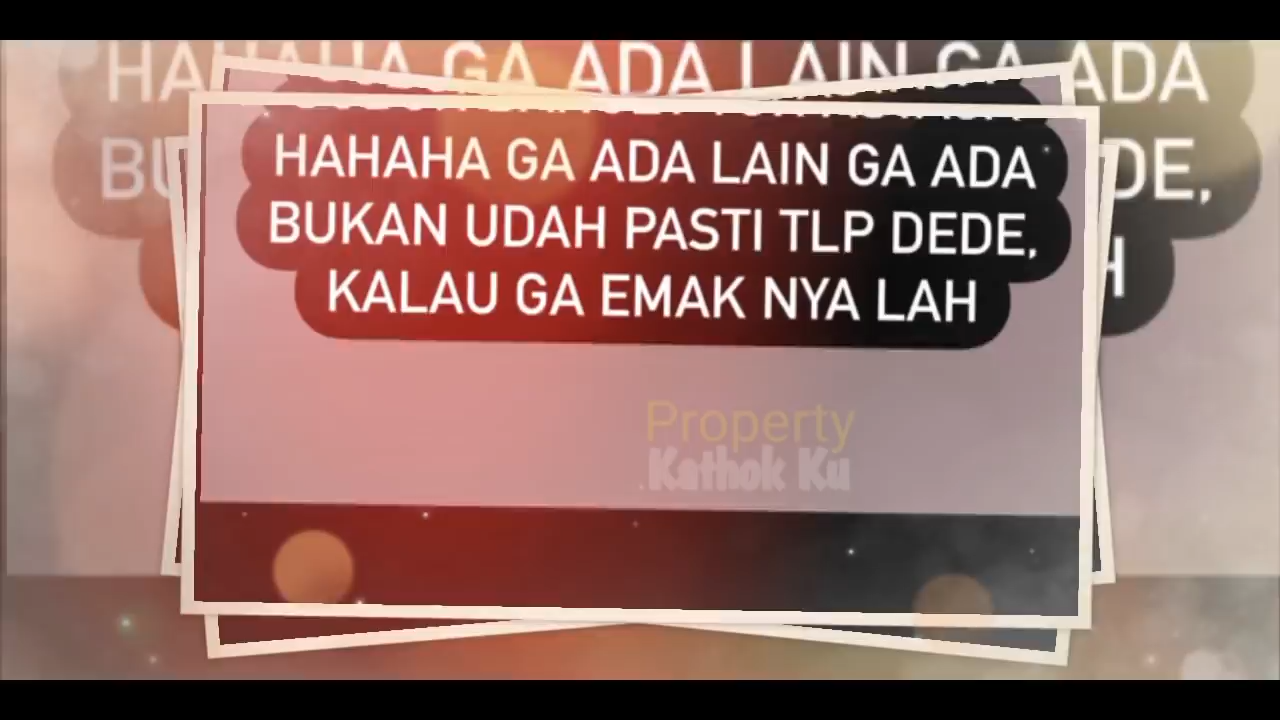 HAHAHA GA ADA LAIN GA ADA
BUKAN UDAH PASTI TLP DEDE,
KALAU GA EMAK NYA LAH
Property
Kathok Ku